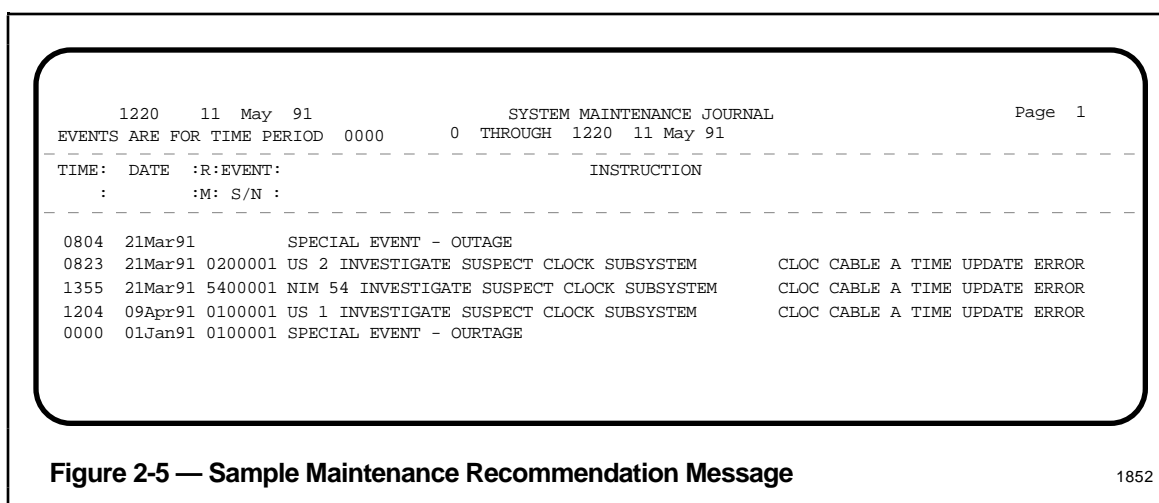 1220 11 May 91 SYSTEM MAINTENANCE JOURNAL Page 1
EVENTS ARE FOR TIME PERIOD 0000 0 THROUGH 1220 11 May 91
TIME: DATE :R:EVENT: INSTRUCTION
: :M: S/N :
0804 21Mar91 SPECIAL EVENT - OUTAGE
0823 21Mar91 0200001 US 2 INVESTIGATE SUSPECT CLOCK SUBSYSTEM CLOC CABLE A TIME UPDATE ERROR
1355 21Mar91 5400001 NIM 54 INVESTIGATE SUSPECT CLOCK SUBSYSTEM CLOC CABLE A TIME UPDATE ERROR
1204 09Apr91 0100001 US 1 INVESTIGATE SUSPECT CLOCK SUBSYSTEM CLOC CABLE A TIME UPDATE ERROR
0000 01Jan91 0100001 SPECIAL EVENT - OURTAGE
Figure 2-5 — Sample Maintenance Recommendation Message 1852